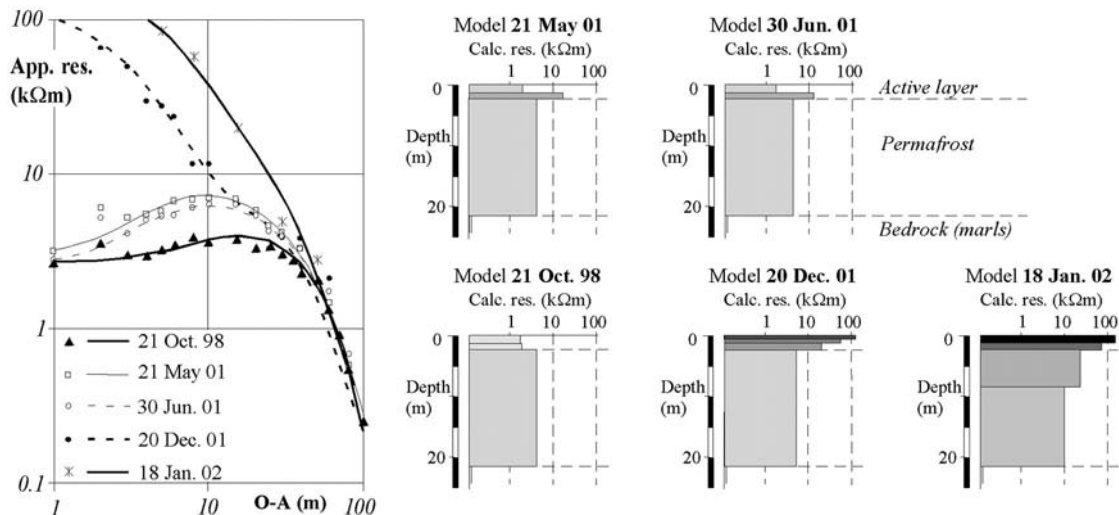 100
App. res.
(kΩm)
10
1
0.1
1
10
100
O-A (m)
21 Oct. 98
21 May 01
30 Jun. 01
20 Dec. 01
18 Jan. 02
Model 21 May 01
Calc. res. (kΩm)
1 10 100
0
Depth
(m)
20
Model 30 Jun. 01
Calc. res. (kΩm)
1 10 100
0
Depth
(m)
20
Active layer
Permafrost
Bedrock (marls)
Model 21 Oct. 98
Calc. res. (kΩm)
1 10 100
0
Depth
(m)
20
Model 20 Dec. 01
Calc. res. (kΩm)
1 10 100
0
Depth
(m)
20
Model 18 Jan. 02
Calc. res. (kΩm)
1 10 100
0
Depth
(m)
20